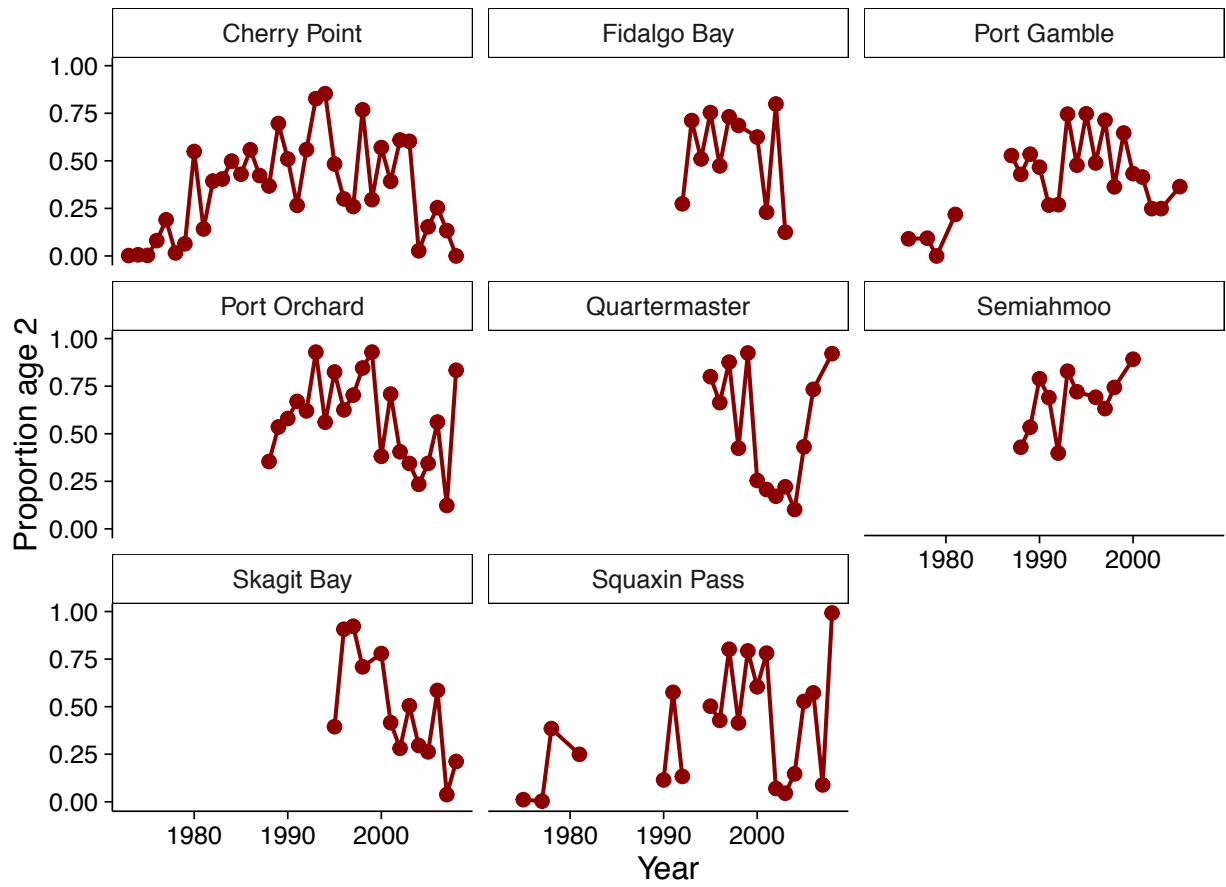 Cherry Point
Fidalgo Bay
Port Gamble
1.00
0.75
0.50
0.25
0.00
Port Orchard
Quartermaster
Semiahmoo
1.00
0.75
0.50
0.25
0.00
1980 1990 2000
Skagit Bay
Squaxin Pass
1.00
0.75
0.50
0.25
0.00
1980 1990 2000
1980 1990 2000
Proportion age 2
Year